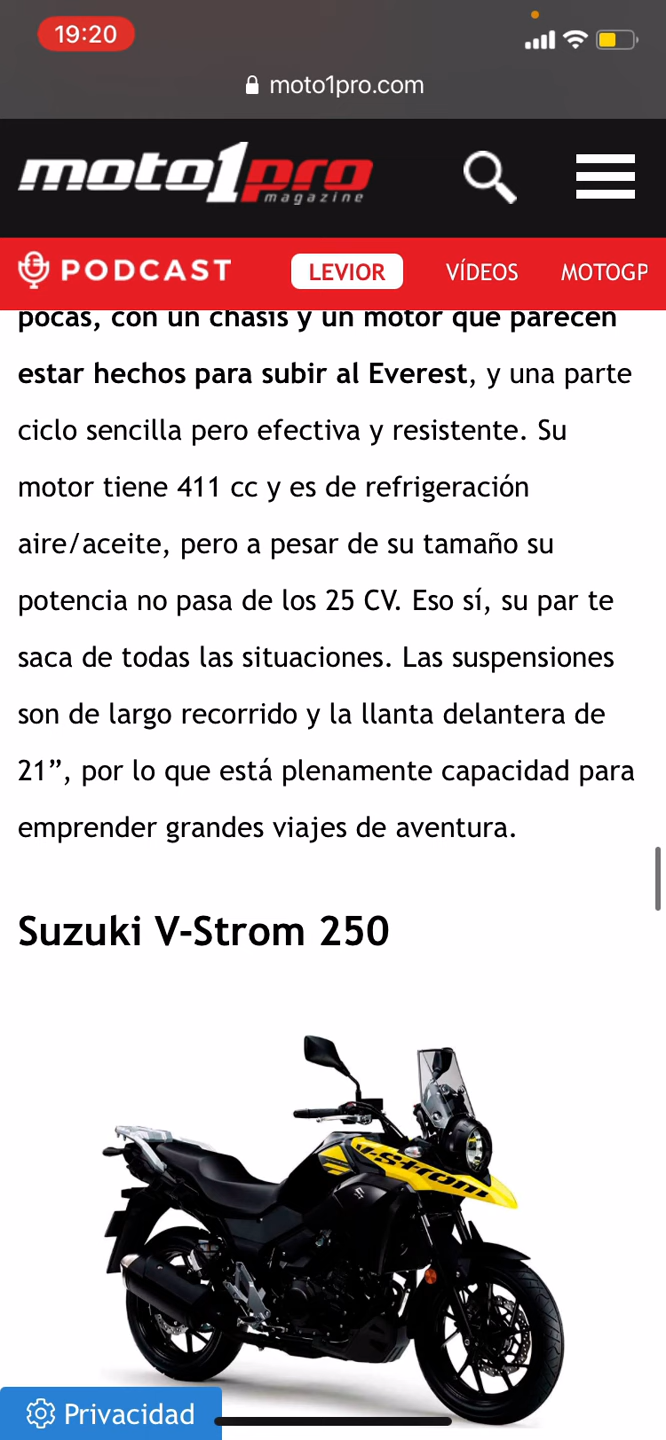 19:20
moto1pro.com
moto1pro
magazine
PODCAST
LEVIOR
VÍDEOS
MOTOGP
pocas, con un chasis y un motor que parecen
estar hechos para subir al Everest, y una parte
ciclo sencilla pero efectiva y resistente. Su
motor tiene 411 cc y es de refrigeración
aire/aceite, pero a pesar de su tamaño su
potencia no pasa de los 25 CV. Eso sí, su par te
saca de todas las situaciones. Las suspensiones
son de largo recorrido y la llanta delantera de
21”, por lo que está plenamente capacidad para
emprender grandes viajes de aventura.
Suzuki V-Strom 250
V-STROM
Privacidad